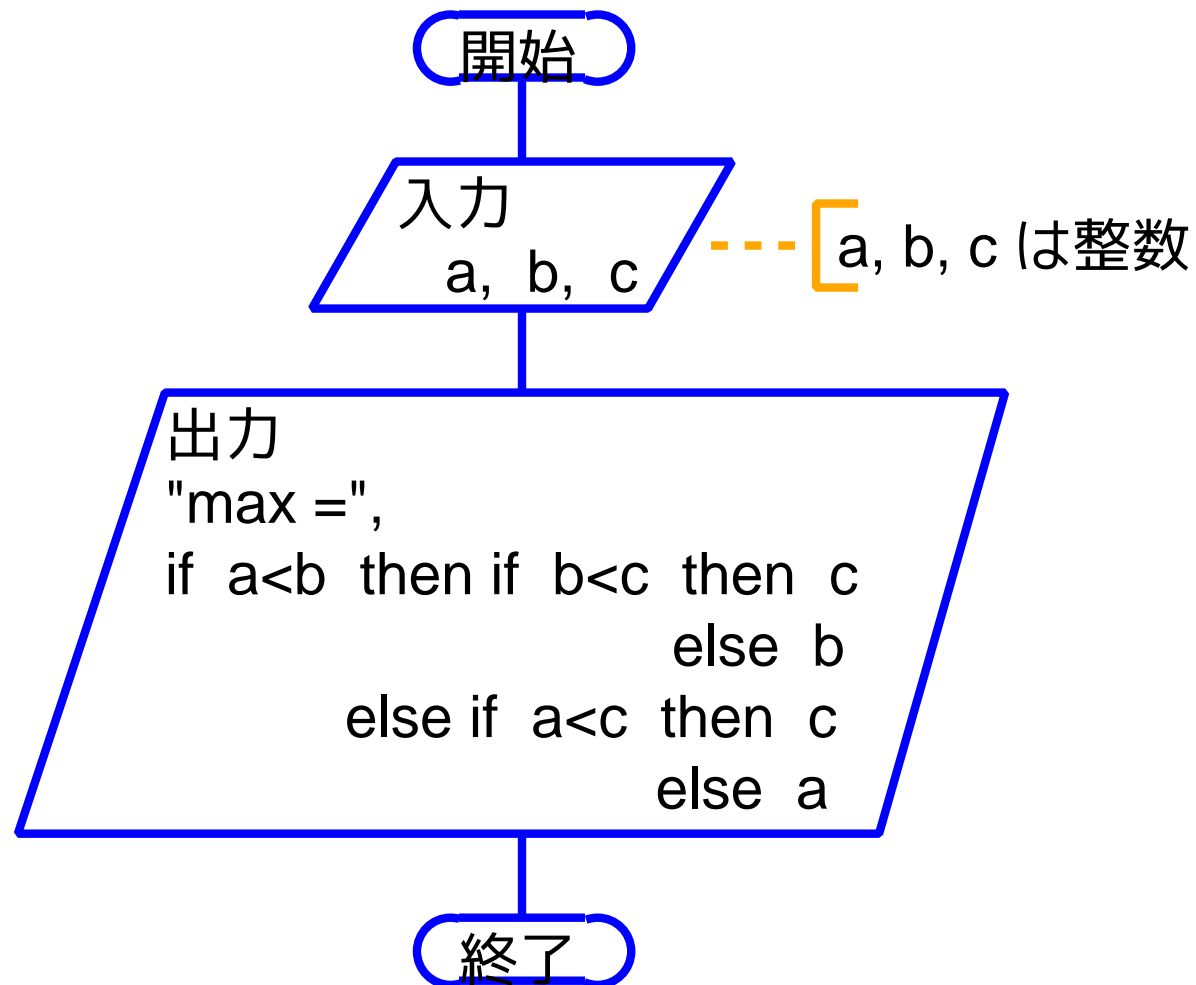 開始
入力
a, b, c
a, b, c は整数
出力
"max =",
if a<b then if b<c then c
else b
else if a<c then c
else a
終了